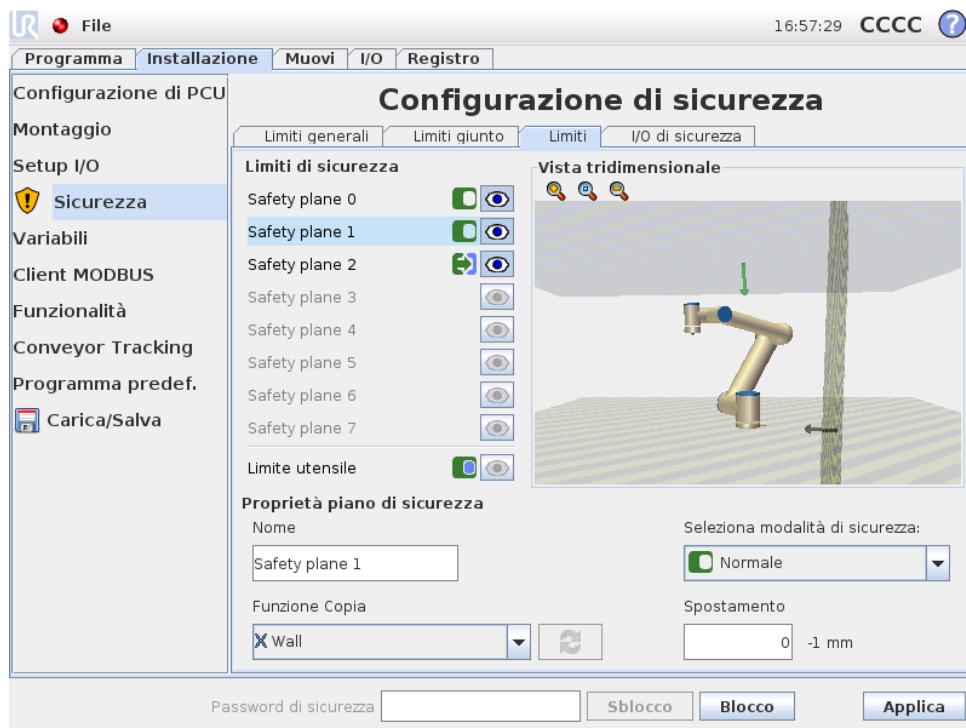 UR File 16:57:29 CCCC ?
Programma Installazione Muovi I/O Registro
Configurazione di PCU
Montaggio
Setup I/O
Sicurezza
Variabili
Client MODBUS
Funzionalità
Conveyor Tracking
Programma predef.
Carica/Salva
Configurazione di sicurezza
Limiti generali Limiti giunto Limiti I/O di sicurezza
Limiti di sicurezza
Safety plane 0
Safety plane 1
Safety plane 2
Safety plane 3
Safety plane 4
Safety plane 5
Safety plane 6
Safety plane 7
Limite utensile
Vista tridimensionale
Proprietà piano di sicurezza
Nome
Safety plane 1
Seleziona modalità di sicurezza:
Normale
Funzione Copia
Wall
Spostamento
0 -1 mm
Password di sicurezza Sblocco Blocco Applica